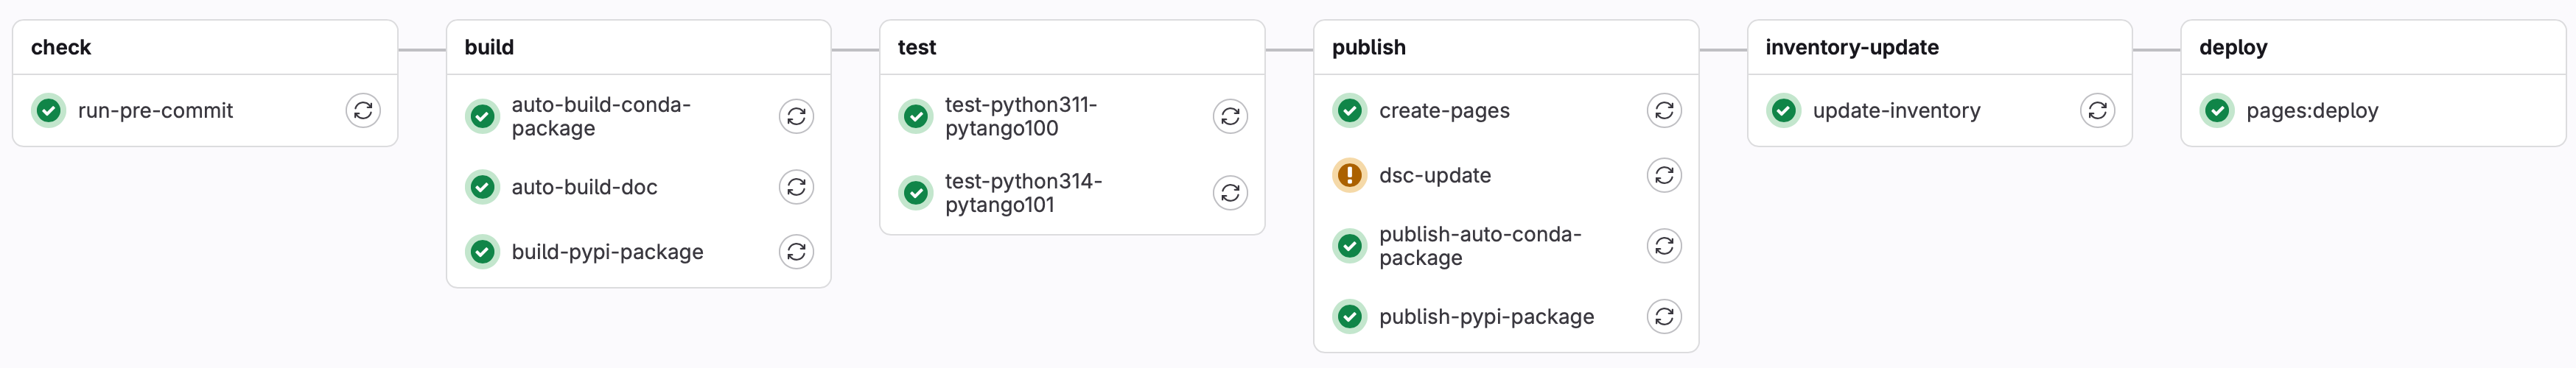 check
run-pre-commit
build
auto-build-conda-
package
auto-build-doc
build-pypi-package
test
test-python311-
pytango100
test-python314-
pytango101
publish
create-pages
dsc-update
publish-auto-conda-
package
publish-pypi-package
inventory-update
update-inventory
deploy
pages:deploy